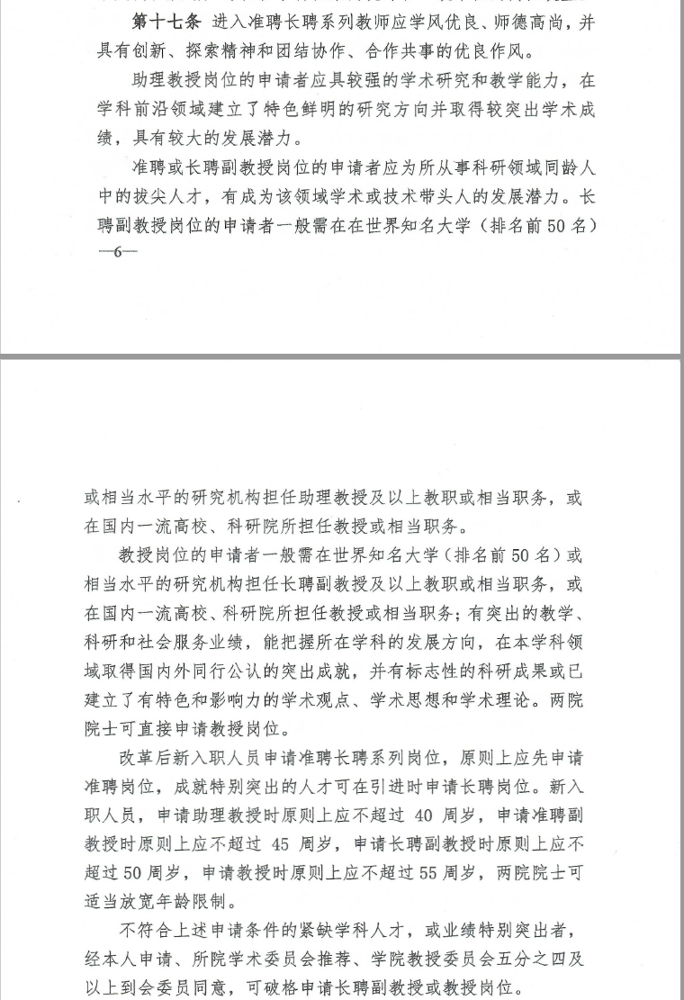 第十七条 进入准聘长聘系列教师应学风优良、师德高尚，并
具有创新、探索精神和团结协作、合作共事的优良作风。
助理教授岗位的申请者应具较强的学术研究和教学能力，在
学科前沿领域建立了特色鲜明的研究方向并取得较突出学术成
绩，具有较大的发展潜力。
准聘或长聘副教授岗位的申请者应为所从事科研领域同龄人
中的拔尖人才，有成为该领域学术或技术带头人的发展潜力。长
聘副教授岗位的申请者一般需在在世界知名大学（排名前50名）
—6—
或相当水平的研究机构担任助理教授及以上教职或相当职务，或
在国内一流高校、科研院所担任教授或相当职务。
教授岗位的申请者一般需在世界知名大学（排名前50名）或
相当水平的研究机构担任长聘副教授及以上教职或相当职务，或
在国内一流高校、科研院所担任教授或相当职务；有突出的教学、
科研和社会服务业绩，能把握所在学科的发展方向，在本学科领
域取得国内外同行公认的突出成就，并有标志性的科研成果或已
建立了有特色和影响力的学术观点、学术思想和学术理论。两院
院士可直接申请教授岗位。
改革后新入职人员申请准聘长聘系列岗位，原则上应先申请
准聘岗位，成就特别突出的人才可在引进时申请长聘岗位。新入
职人员，申请助理教授时原则上应不超过 40 周岁，申请准聘副
教授时原则上应不超过 45 周岁，申请长聘副教授时原则上应不
超过50周岁，申请教授时原则上应不超过55周岁，两院院士可
适当放宽年龄限制。
不符合上述申请条件的紧缺学科人才，或业绩特别突出者，
经本人申请、所院学术委员会推荐、学院教授委员会五分之四及
以上到会委员同意，可破格申请长聘副教授或教授岗位。